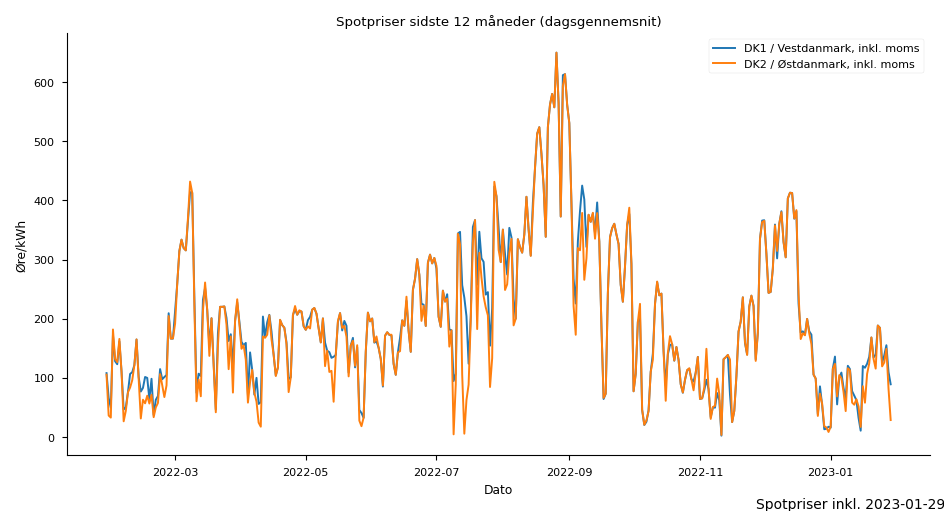 Spotpriser sidste 12 måneder (dagsgennemsnit)
DK1 / Vestdanmark, inkl. moms
DK2 / Østdanmark, inkl. moms
600
500
400
300
200
100
0
Øre/kWh
2022-03
2022-05
2022-07
2022-09
2022-11
2023-01
Dato
Spotpriser inkl. 2023-01-29